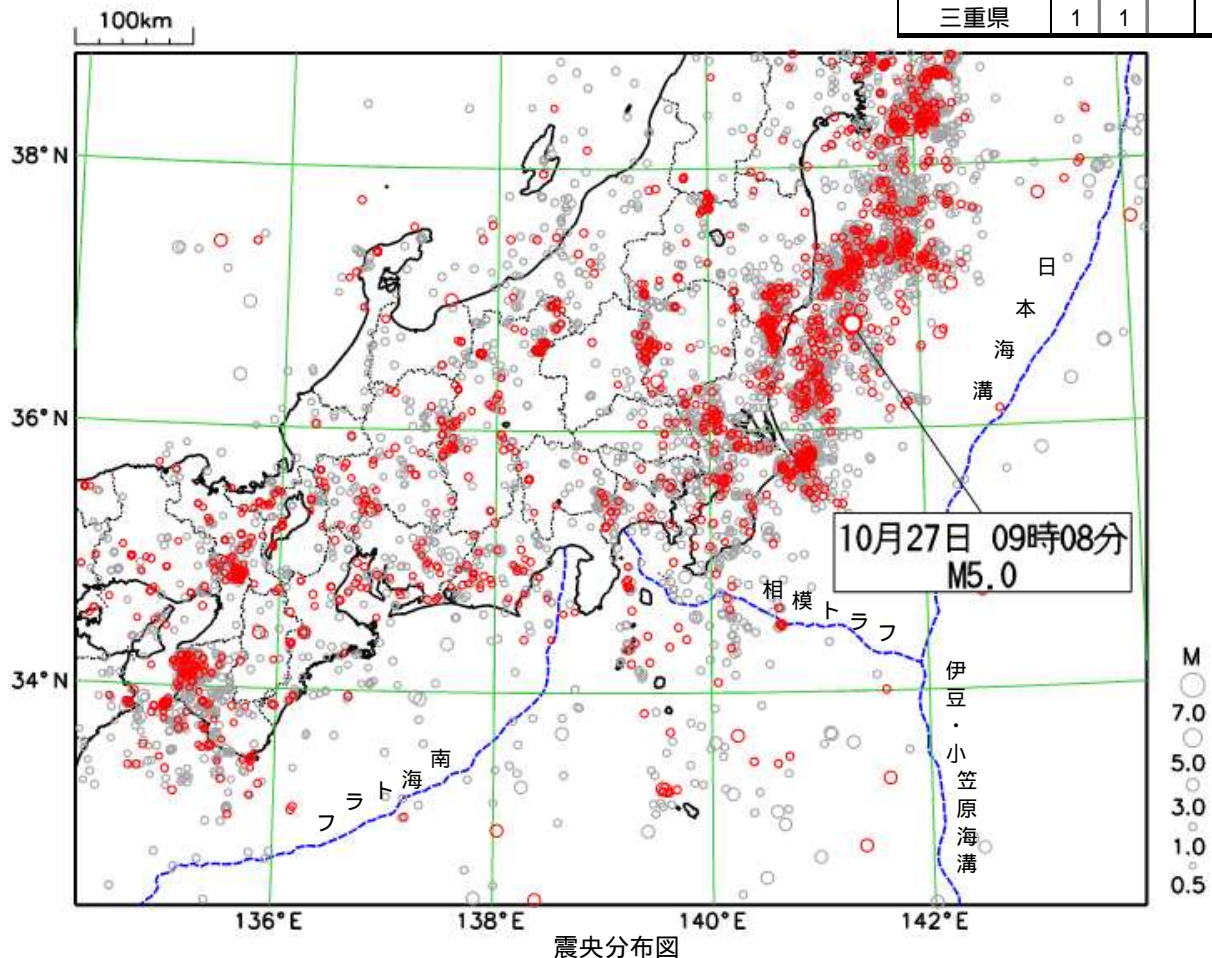 三重県 1 1
100km
38°N
36°N
34°N
136°E
138°E
140°E
142°E
日本海溝
10月27日 09時08分
M5.0
相模トラフ
伊豆・小笠原海溝
南海トラフ
M
7.0
5.0
3.0
1.0
0.5
震央分布図